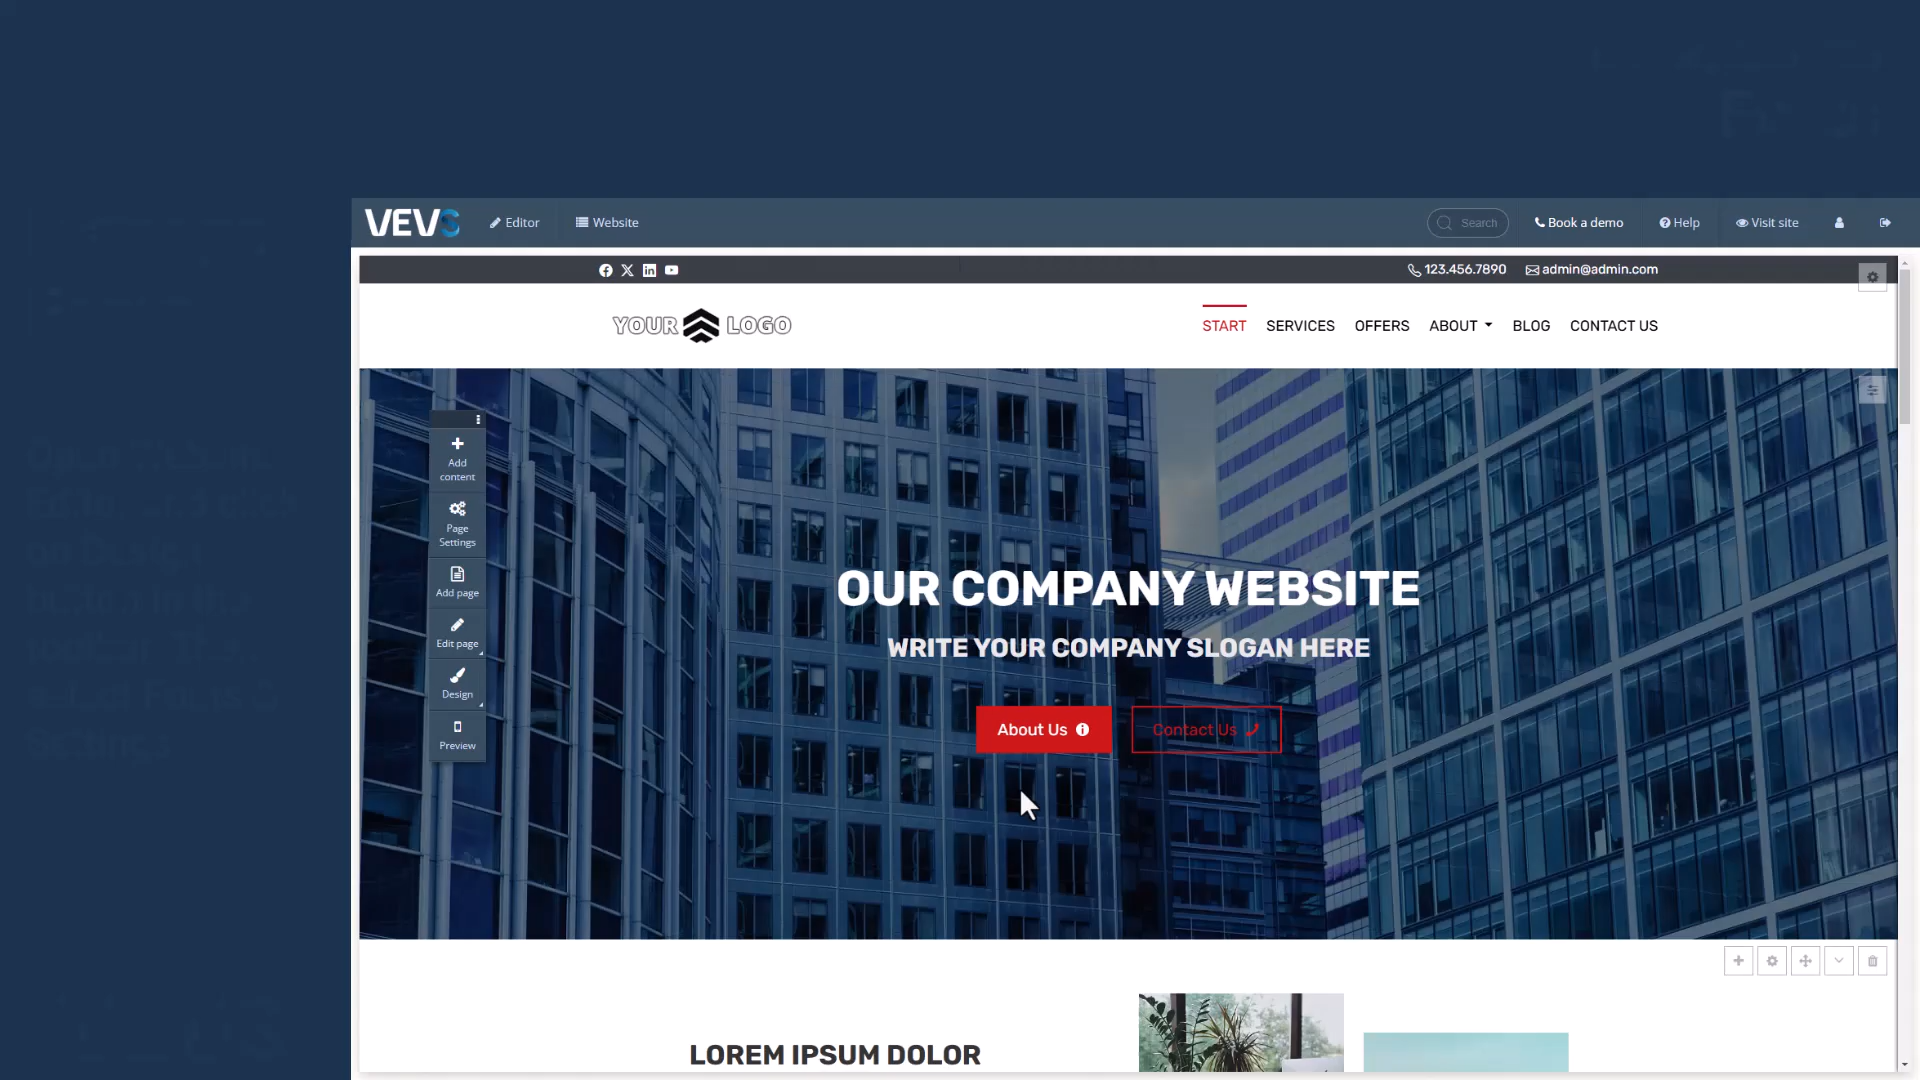 VEVS Editor Website Search Book a demo Help Visit site
123.456.7890 admin@admin.com
YOUR LOGO START SERVICES OFFERS ABOUT BLOG CONTACT US
Add
content
Page
Settings
Add page
Edit page
Design
Preview
OUR COMPANY WEBSITE
WRITE YOUR COMPANY SLOGAN HERE
About Us Contact Us
LOREM IPSUM DOLOR